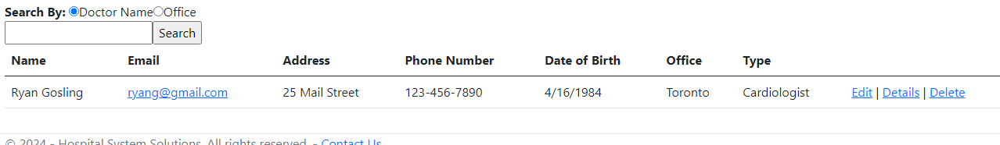 Search By: Doctor Name Office
Search
Name Email Address Phone Number Date of Birth Office Type
Ryan Gosling ryang@gmail.com 25 Mail Street 123-456-7890 4/16/1984 Toronto Cardiologist Edit | Details | Delete
© 2024 - Hospital System Solutions. All rights reserved. - Contact Us